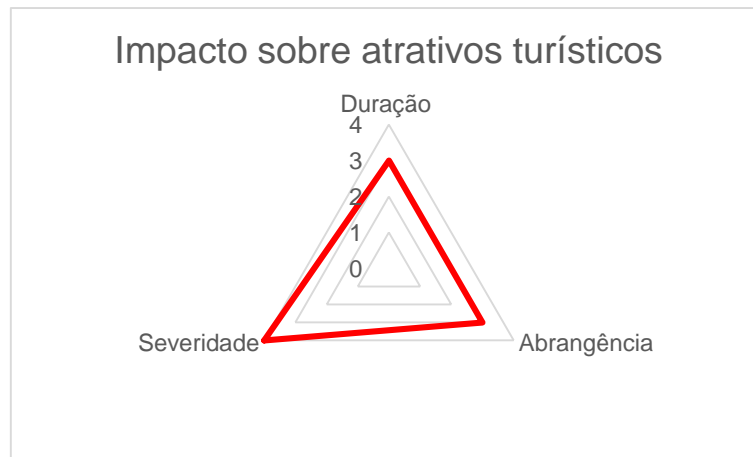 Impacto sobre atrativos turísticos
Duração
4
3
2
1
0
Severidade
Abrangência